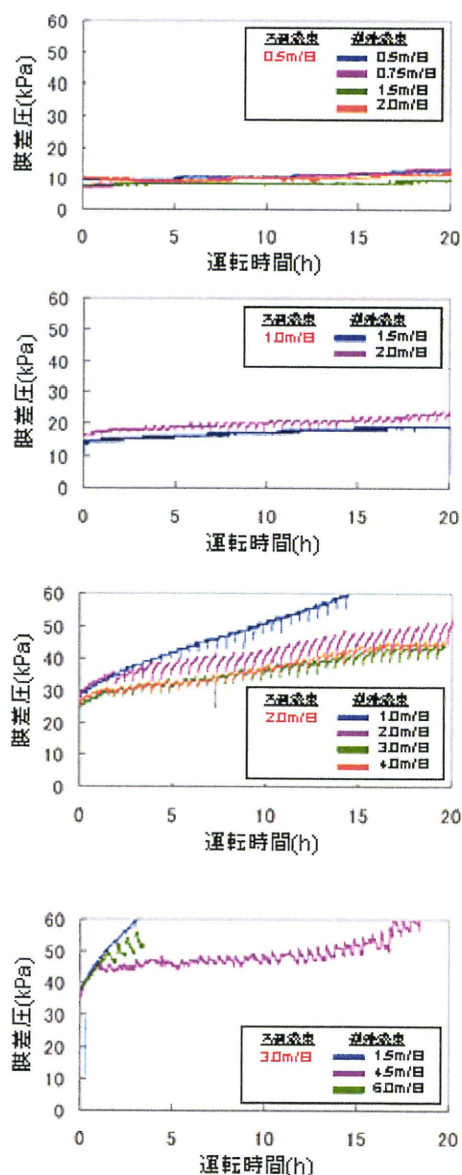 60
50
40
30
20
10
0
膜差圧(kPa)
ろ過流束 逆洗流束
0.5m/日 0.5m/日
0.75m/日
1.5m/日
2.0m/日
0 5 10 15 20
運転時間(h)
60
50
40
30
20
10
0
膜差圧(kPa)
ろ過流束 逆洗流束
1.0m/日 1.5m/日
2.0m/日
0 5 10 15 20
運転時間(h)
60
50
40
30
20
10
0
膜差圧(kPa)
ろ過流束 逆洗流束
2.0m/日 1.0m/日
2.0m/日
3.0m/日
4.0m/日
0 5 10 15 20
運転時間(h)
60
50
40
30
20
10
0
膜差圧(kPa)
ろ過流束 逆洗流束
3.0m/日 1.5m/日
4.5m/日
6.0m/日
0 5 10 15 20
運転時間(h)